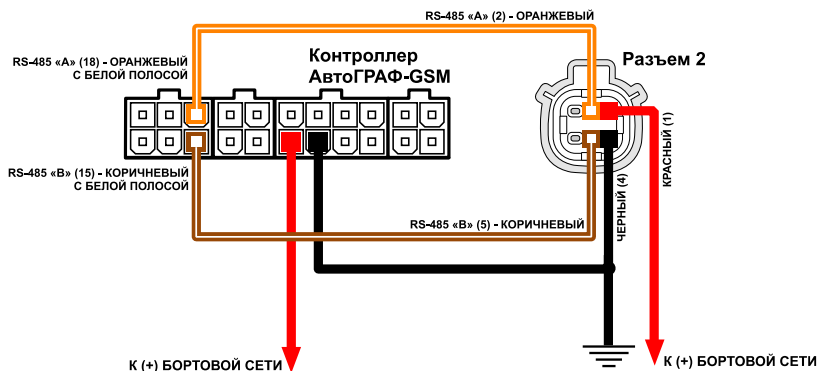 RS-485 «А» (2) - ОРАНЖЕВЫЙ
RS-485 «А» (18) - ОРАНЖЕВЫЙ
С БЕЛОЙ ПОЛОСОЙ
Контроллер
АвтоГРАФ-GSM
Разъем 2
RS-485 «В» (15) - КОРИЧНЕВЫЙ
С БЕЛОЙ ПОЛОСОЙ
RS-485 «В» (5) - КОРИЧНЕВЫЙ
ЧЕРНЫЙ (4)
КРАСНЫЙ (1)
К (+) БОРТОВОЙ СЕТИ
К (+) БОРТОВОЙ СЕТИ